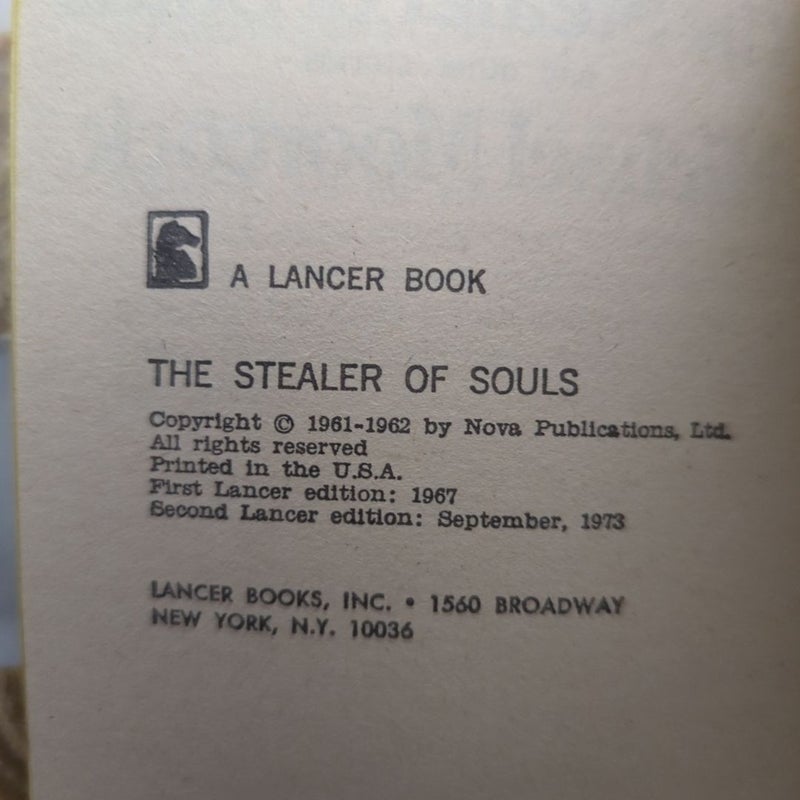 A LANCER BOOK
THE STEALER OF SOULS
Copyright © 1961-1962 by Nova Publications, Ltd.
All rights reserved
Printed in the U.S.A.
First Lancer edition: 1967
Second Lancer edition: September, 1973
LANCER BOOKS, INC. • 1560 BROADWAY
NEW YORK, N.Y. 10036